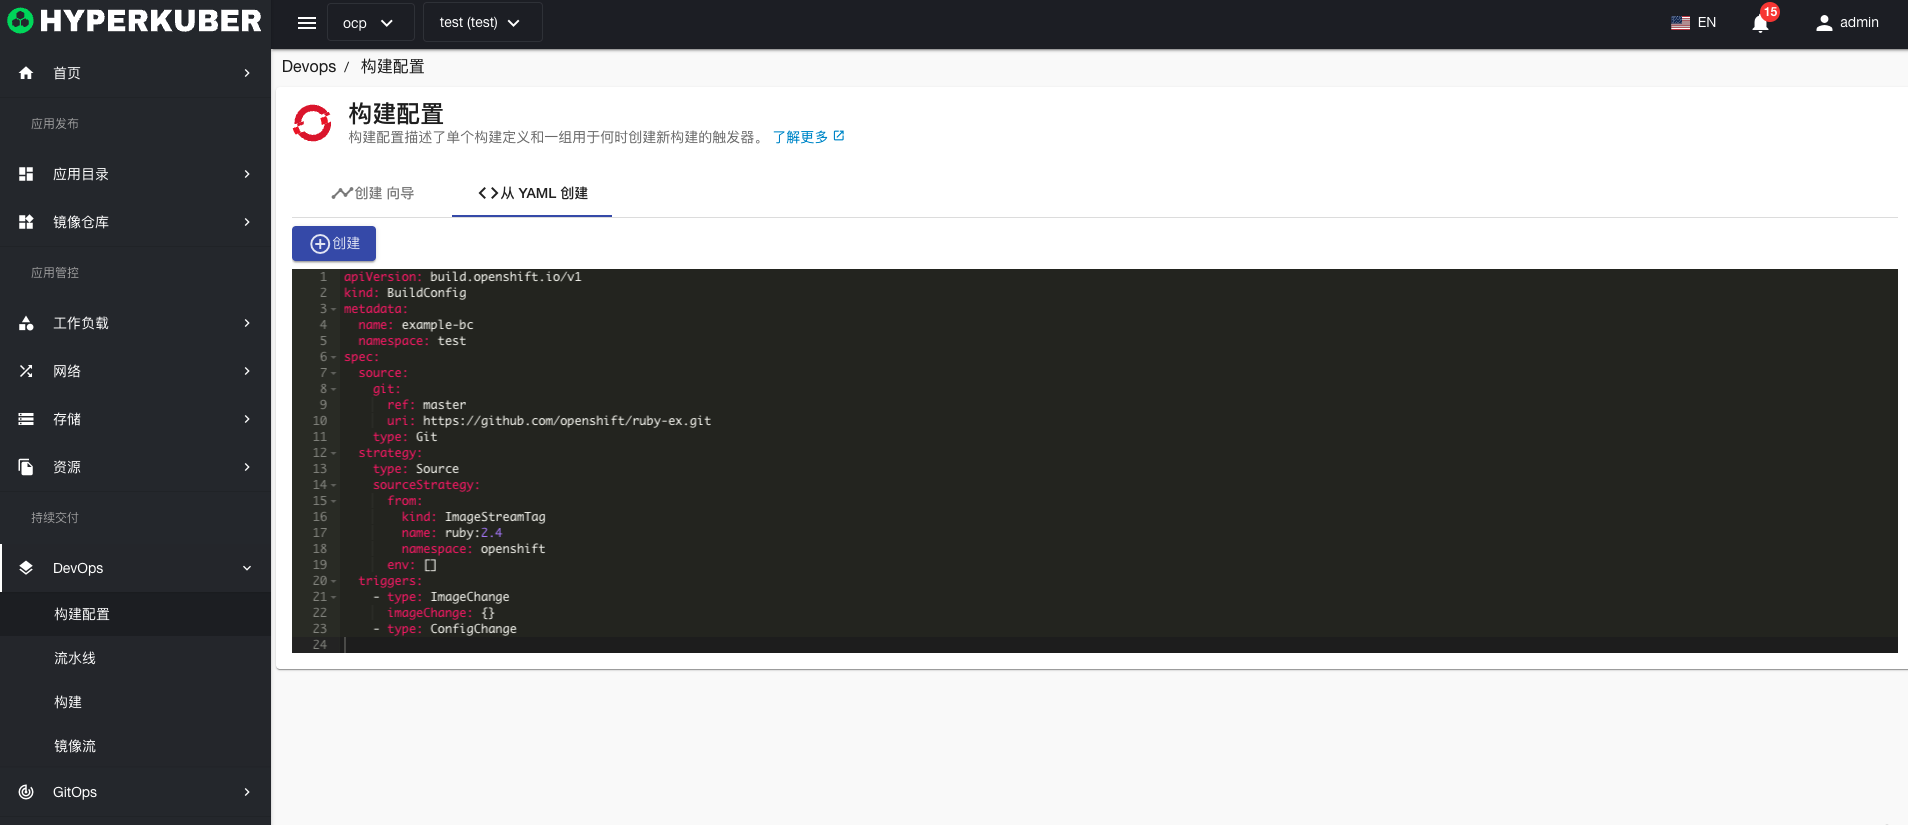 HYPERKUBER
ocp
test (test)
EN
15
admin
首页
应用发布
应用目录
镜像仓库
应用管控
工作负载
网络
存储
资源
持续交付
DevOps
构建配置
流水线
构建
镜像流
GitOps
Devops / 构建配置
构建配置
构建配置描述了单个构建定义和一组用于何时创建新构建的触发器。 了解更多
创建 向导
从 YAML 创建
创建
1 apiVersion: build.openshift.io/v1
2 kind: BuildConfig
3 metadata:
4 name: example-bc
5 namespace: test
6 spec:
7 source:
8 git:
9 ref: master
10 uri: https://github.com/openshift/ruby-ex.git
11 type: Git
12 strategy:
13 type: Source
14 sourceStrategy:
15 from:
16 kind: ImageStreamTag
17 name: ruby:2.4
18 namespace: openshift
19 env: []
20 triggers:
21 - type: ImageChange
22 imageChange: {}
23 - type: ConfigChange
24